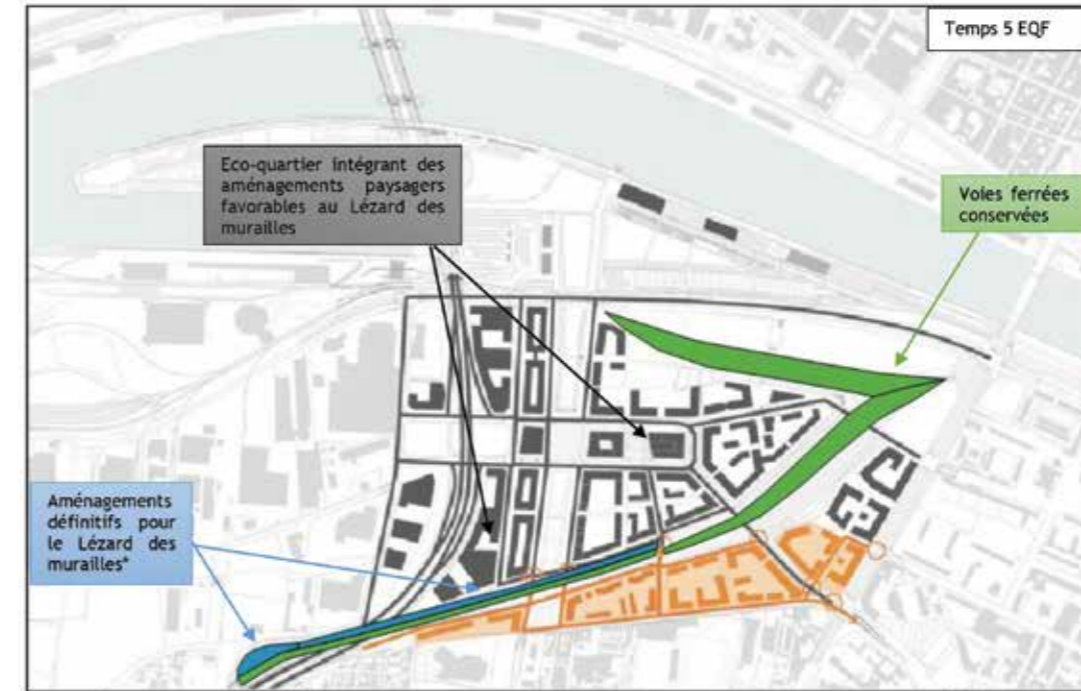 Temps 5 EQF
Eco-quartier intégrant des
aménagements paysagers
favorables au Lézard des
murailles
Voies ferrées
conservées
Aménagements
définitifs pour
le Lézard des
murailles*